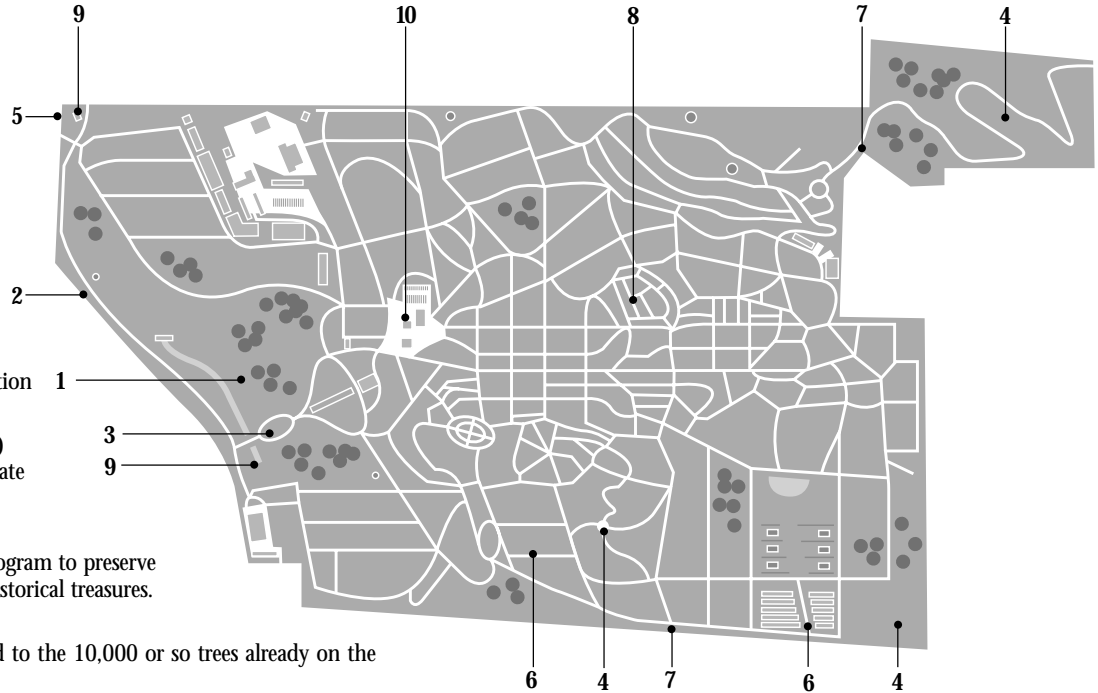 9 10 8 7 4
5
2
tion 1
3
)
ate 9
ogram to preserve
storical treasures.
d to the 10,000 or so trees already on the
6 4 7 6 4